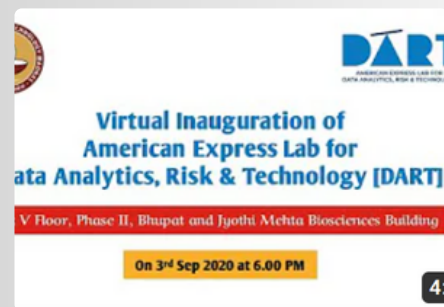 DART
AMERICAN EXPRESS LAB FOR
DATA ANALYTICS, RISK & TECHNOLOGY
Virtual Inauguration of
American Express Lab for
ata Analytics, Risk & Technology [DART]
V Floor, Phase II, Bhupat and Jyothi Mehta Biosciences Building
On 3rd Sep 2020 at 6.00 PM